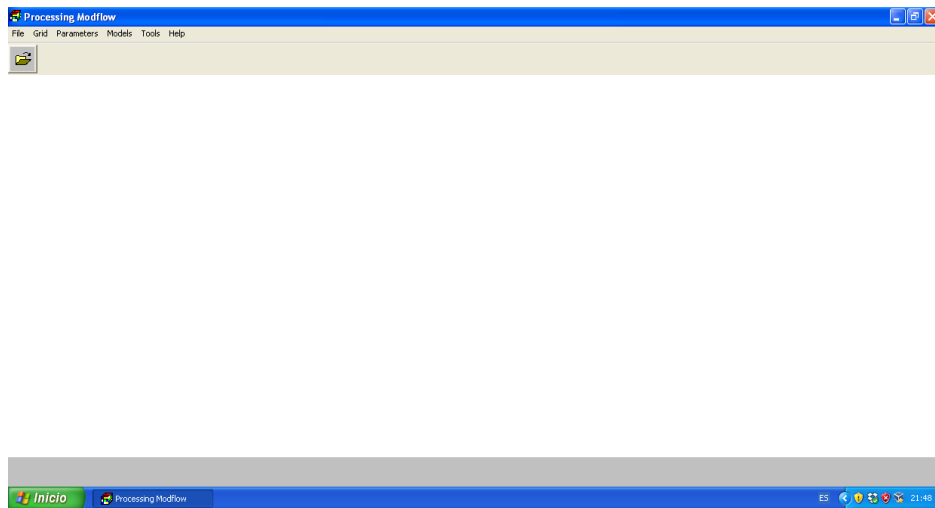 Processing Modflow
File Grid Parameters Models Tools Help
Inicio Processing Modflow ES 21:48